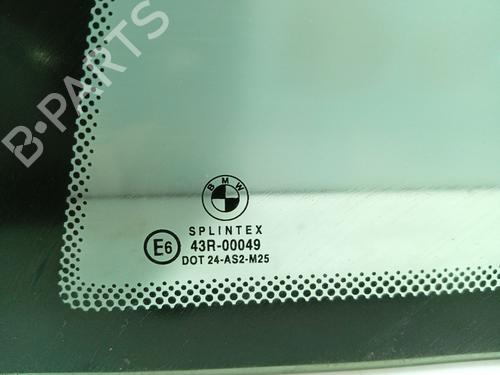 B-PARTS
BMW
SPLINTEX
E6 43R-00049
DOT 24-AS2-M25